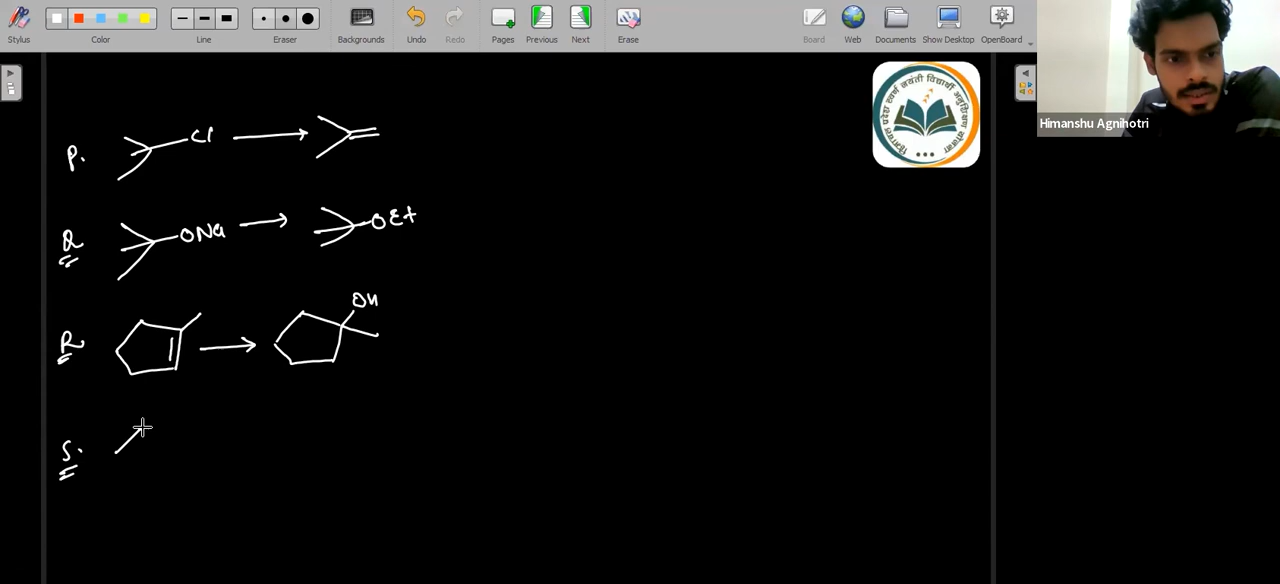 Stylus
Color
Line
Eraser
Backgrounds
Undo
Redo
Pages
Previous
Next
Erase
Board
Web
Documents
Show Desktop
OpenBoard
Himanshu Agnihotri
P. Cl
Q ONa OEt
R OH
S.